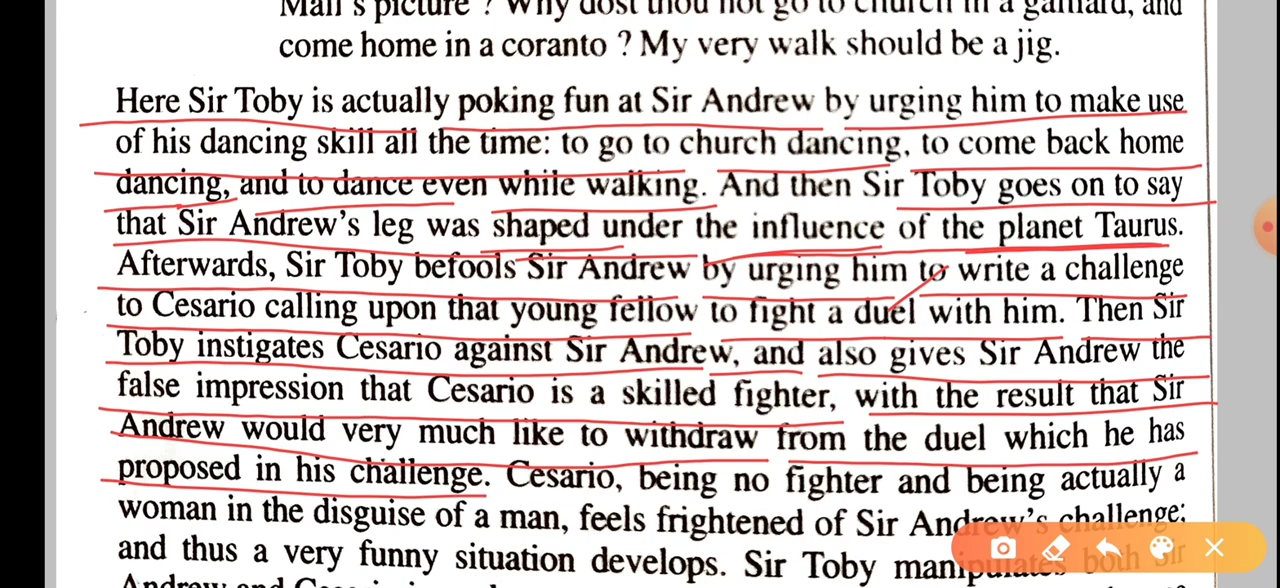 Mall's picture ? Why dost thou not go to church in a galliard, and
come home in a coranto ? My very walk should be a jig.
Here Sir Toby is actually poking fun at Sir Andrew by urging him to make use
of his dancing skill all the time: to go to church dancing, to come back home
dancing, and to dance even while walking. And then Sir Toby goes on to say
that Sir Andrew's leg was shaped under the influence of the planet Taurus.
Afterwards, Sir Toby befools Sir Andrew by urging him to write a challenge
to Cesario calling upon that young fellow to fight a duel with him. Then Sir
Toby instigates Cesario against Sir Andrew, and also gives Sir Andrew the
false impression that Cesario is a skilled fighter, with the result that Sir
Andrew would very much like to withdraw from the duel which he has
proposed in his challenge. Cesario, being no fighter and being actually a
woman in the disguise of a man, feels frightened of Sir Andrew's challenge;
and thus a very funny situation develops. Sir Toby manipulates both Sir